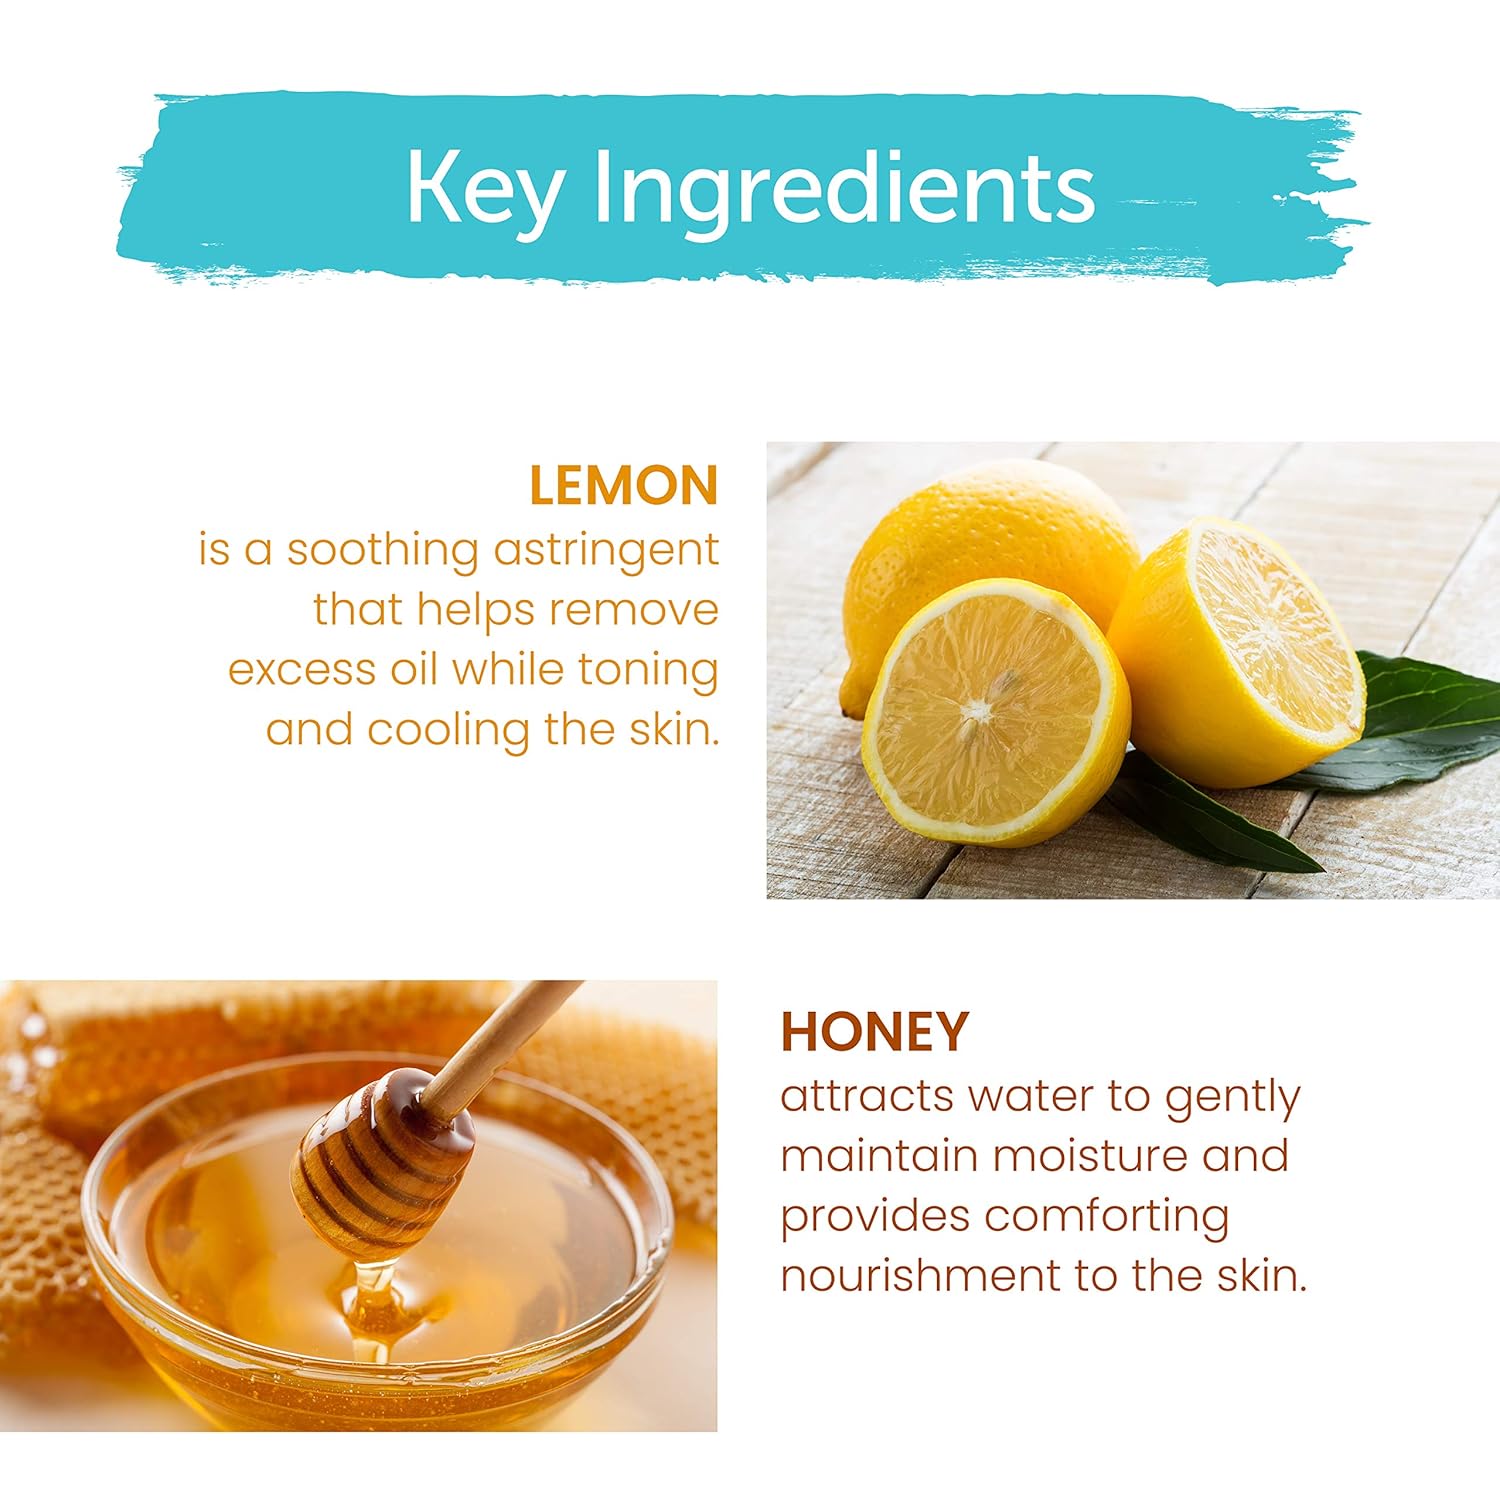 Key Ingredients
LEMON
is a soothing astringent
that helps remove
excess oil while toning
and cooling the skin.
HONEY
attracts water to gently
maintain moisture and
provides comforting
nourishment to the skin.